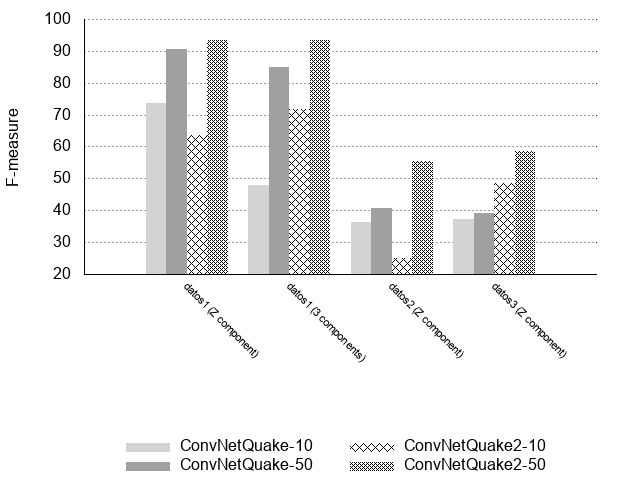 100
90
80
70
60
50
40
30
20
F-measure
datos1 (Z component)
datos1 (3 components)
datos2 (Z component)
datos3 (Z component)
ConvNetQuake-10
ConvNetQuake-50
ConvNetQuake2-10
ConvNetQuake2-50